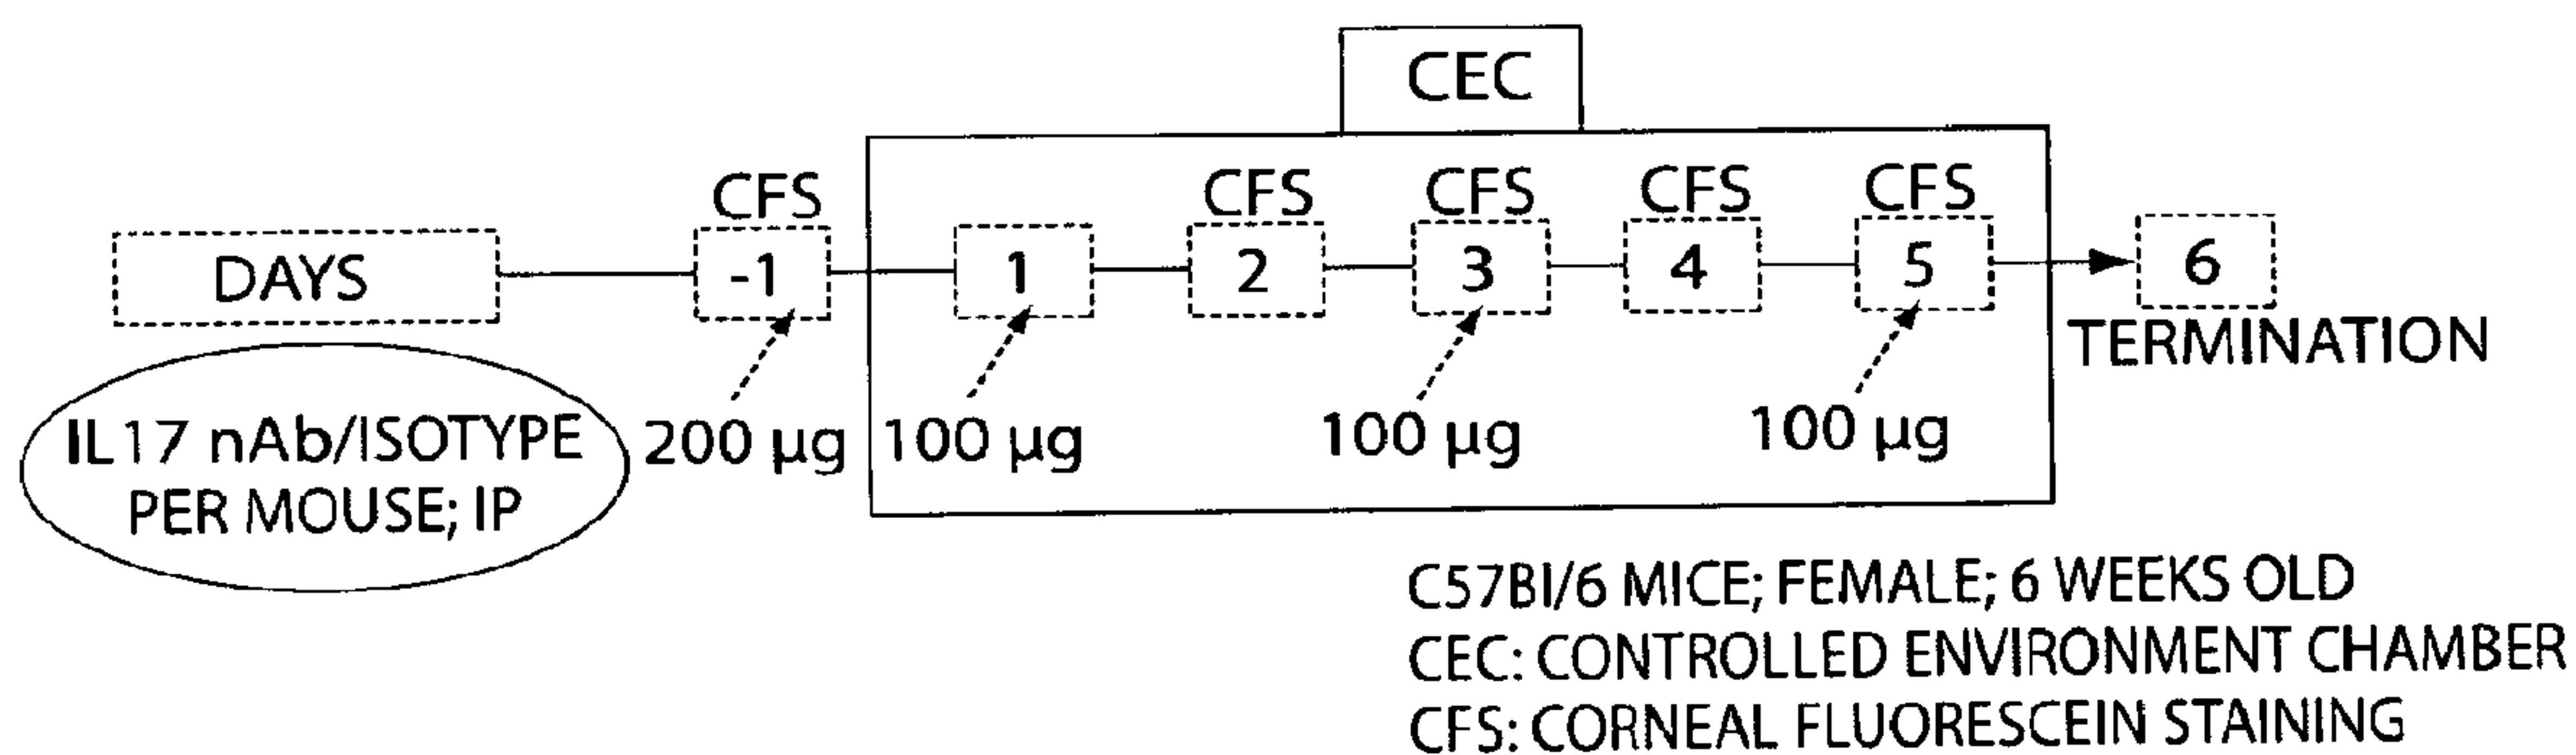 CEC
CFS CFS CFS CFS CFS
DAYS -1 1 2 3 4 5 6
TERMINATION
IL17 nAb/ISOTYPE
PER MOUSE; IP
200 µg 100 µg 100 µg 100 µg
C57Bl/6 MICE; FEMALE; 6 WEEKS OLD
CEC: CONTROLLED ENVIRONMENT CHAMBER
CFS: CORNEAL FLUORESCEIN STAINING